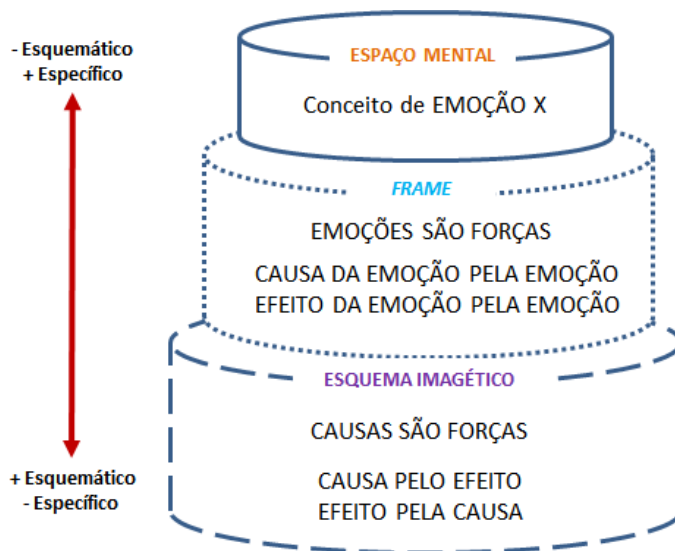 - Esquemático
+ Específico
ESPAÇO MENTAL
Conceito de EMOÇÃO X
FRAME
EMOÇÕES SÃO FORÇAS
CAUSA DA EMOÇÃO PELA EMOÇÃO
EFEITO DA EMOÇÃO PELA EMOÇÃO
ESQUEMA IMAGÉTICO
CAUSAS SÃO FORÇAS
CAUSA PELO EFEITO
EFEITO PELA CAUSA
+ Esquemático
- Específico